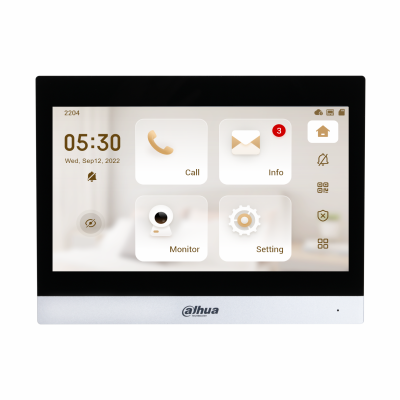 2204
05:30
Wed, Sep12, 2022
3
Call
Info
Monitor
Setting
alhua